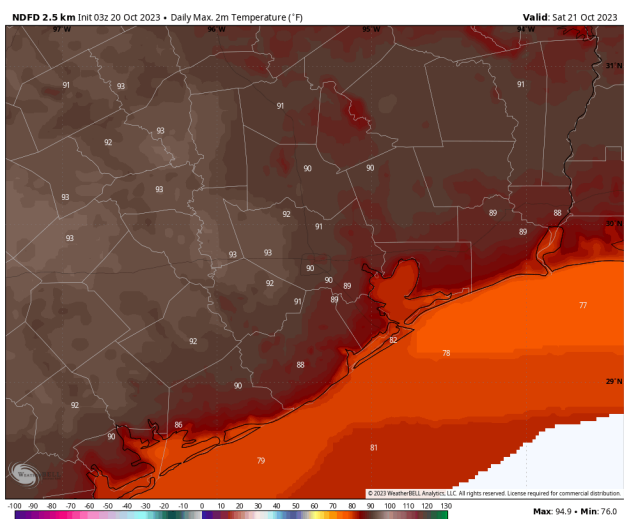 NDFD 2.5 km Init 03z 20 Oct 2023 • Daily Max. 2m Temperature (°F)
Valid: Sat 21 Oct 2023
97°W 96°W 95°W 94°W
31°N
91 93 91 91
93
92
90 90
93 93
92 89 88
91 89
30°N
93
93 93
90
92 90 89
91 89
77
92 82
78
88
90
29°N
92
86
90
81
79
© 2023 WeatherBELL Analytics, LLC. All rights reserved. License required for commercial distribution.
-100 -90 -80 -70 -60 -50 -40 -30 -20 -10 0 10 20 30 40 50 60 70 80 90 100 110 120 130 30
Max: 94.9 • Min: 76.0